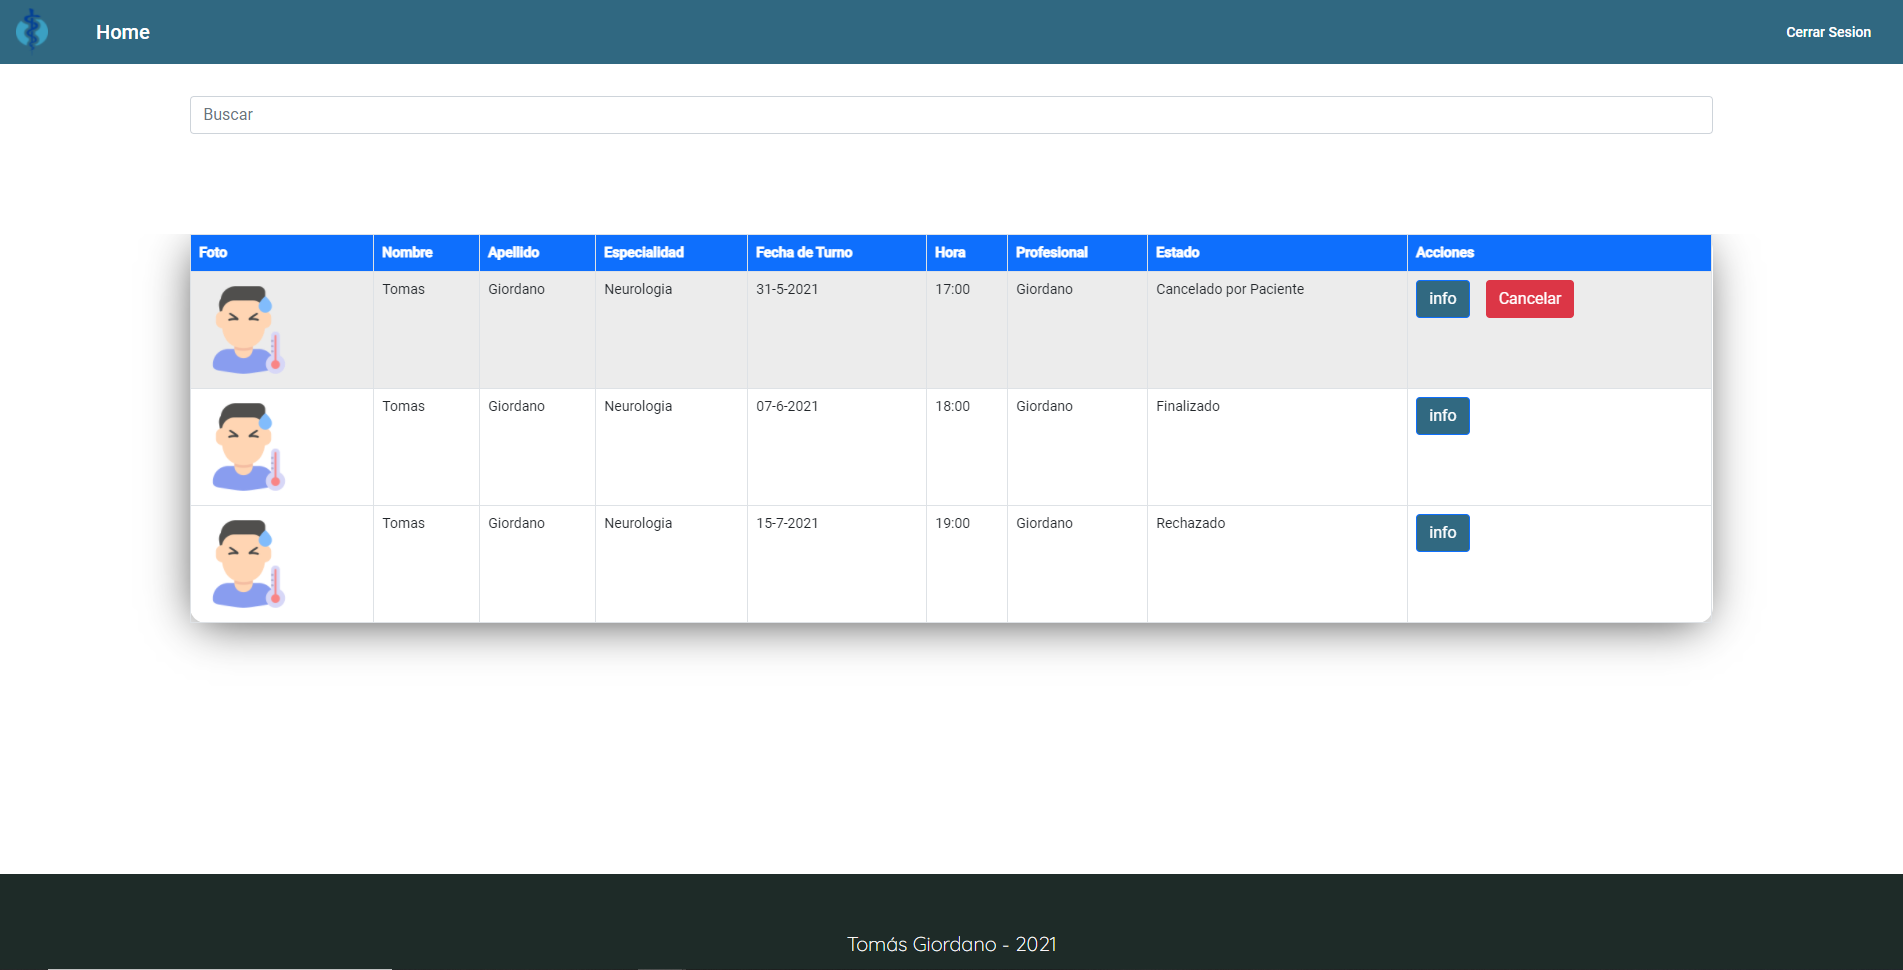 Home
Cerrar Sesion
Buscar
Foto Nombre Apellido Especialidad Fecha de Turno Hora Profesional Estado Acciones
Tomas Giordano Neurologia 31-5-2021 17:00 Giordano Cancelado por Paciente info Cancelar
Tomas Giordano Neurologia 07-6-2021 18:00 Giordano Finalizado info
Tomas Giordano Neurologia 15-7-2021 19:00 Giordano Rechazado info
Tomás Giordano - 2021